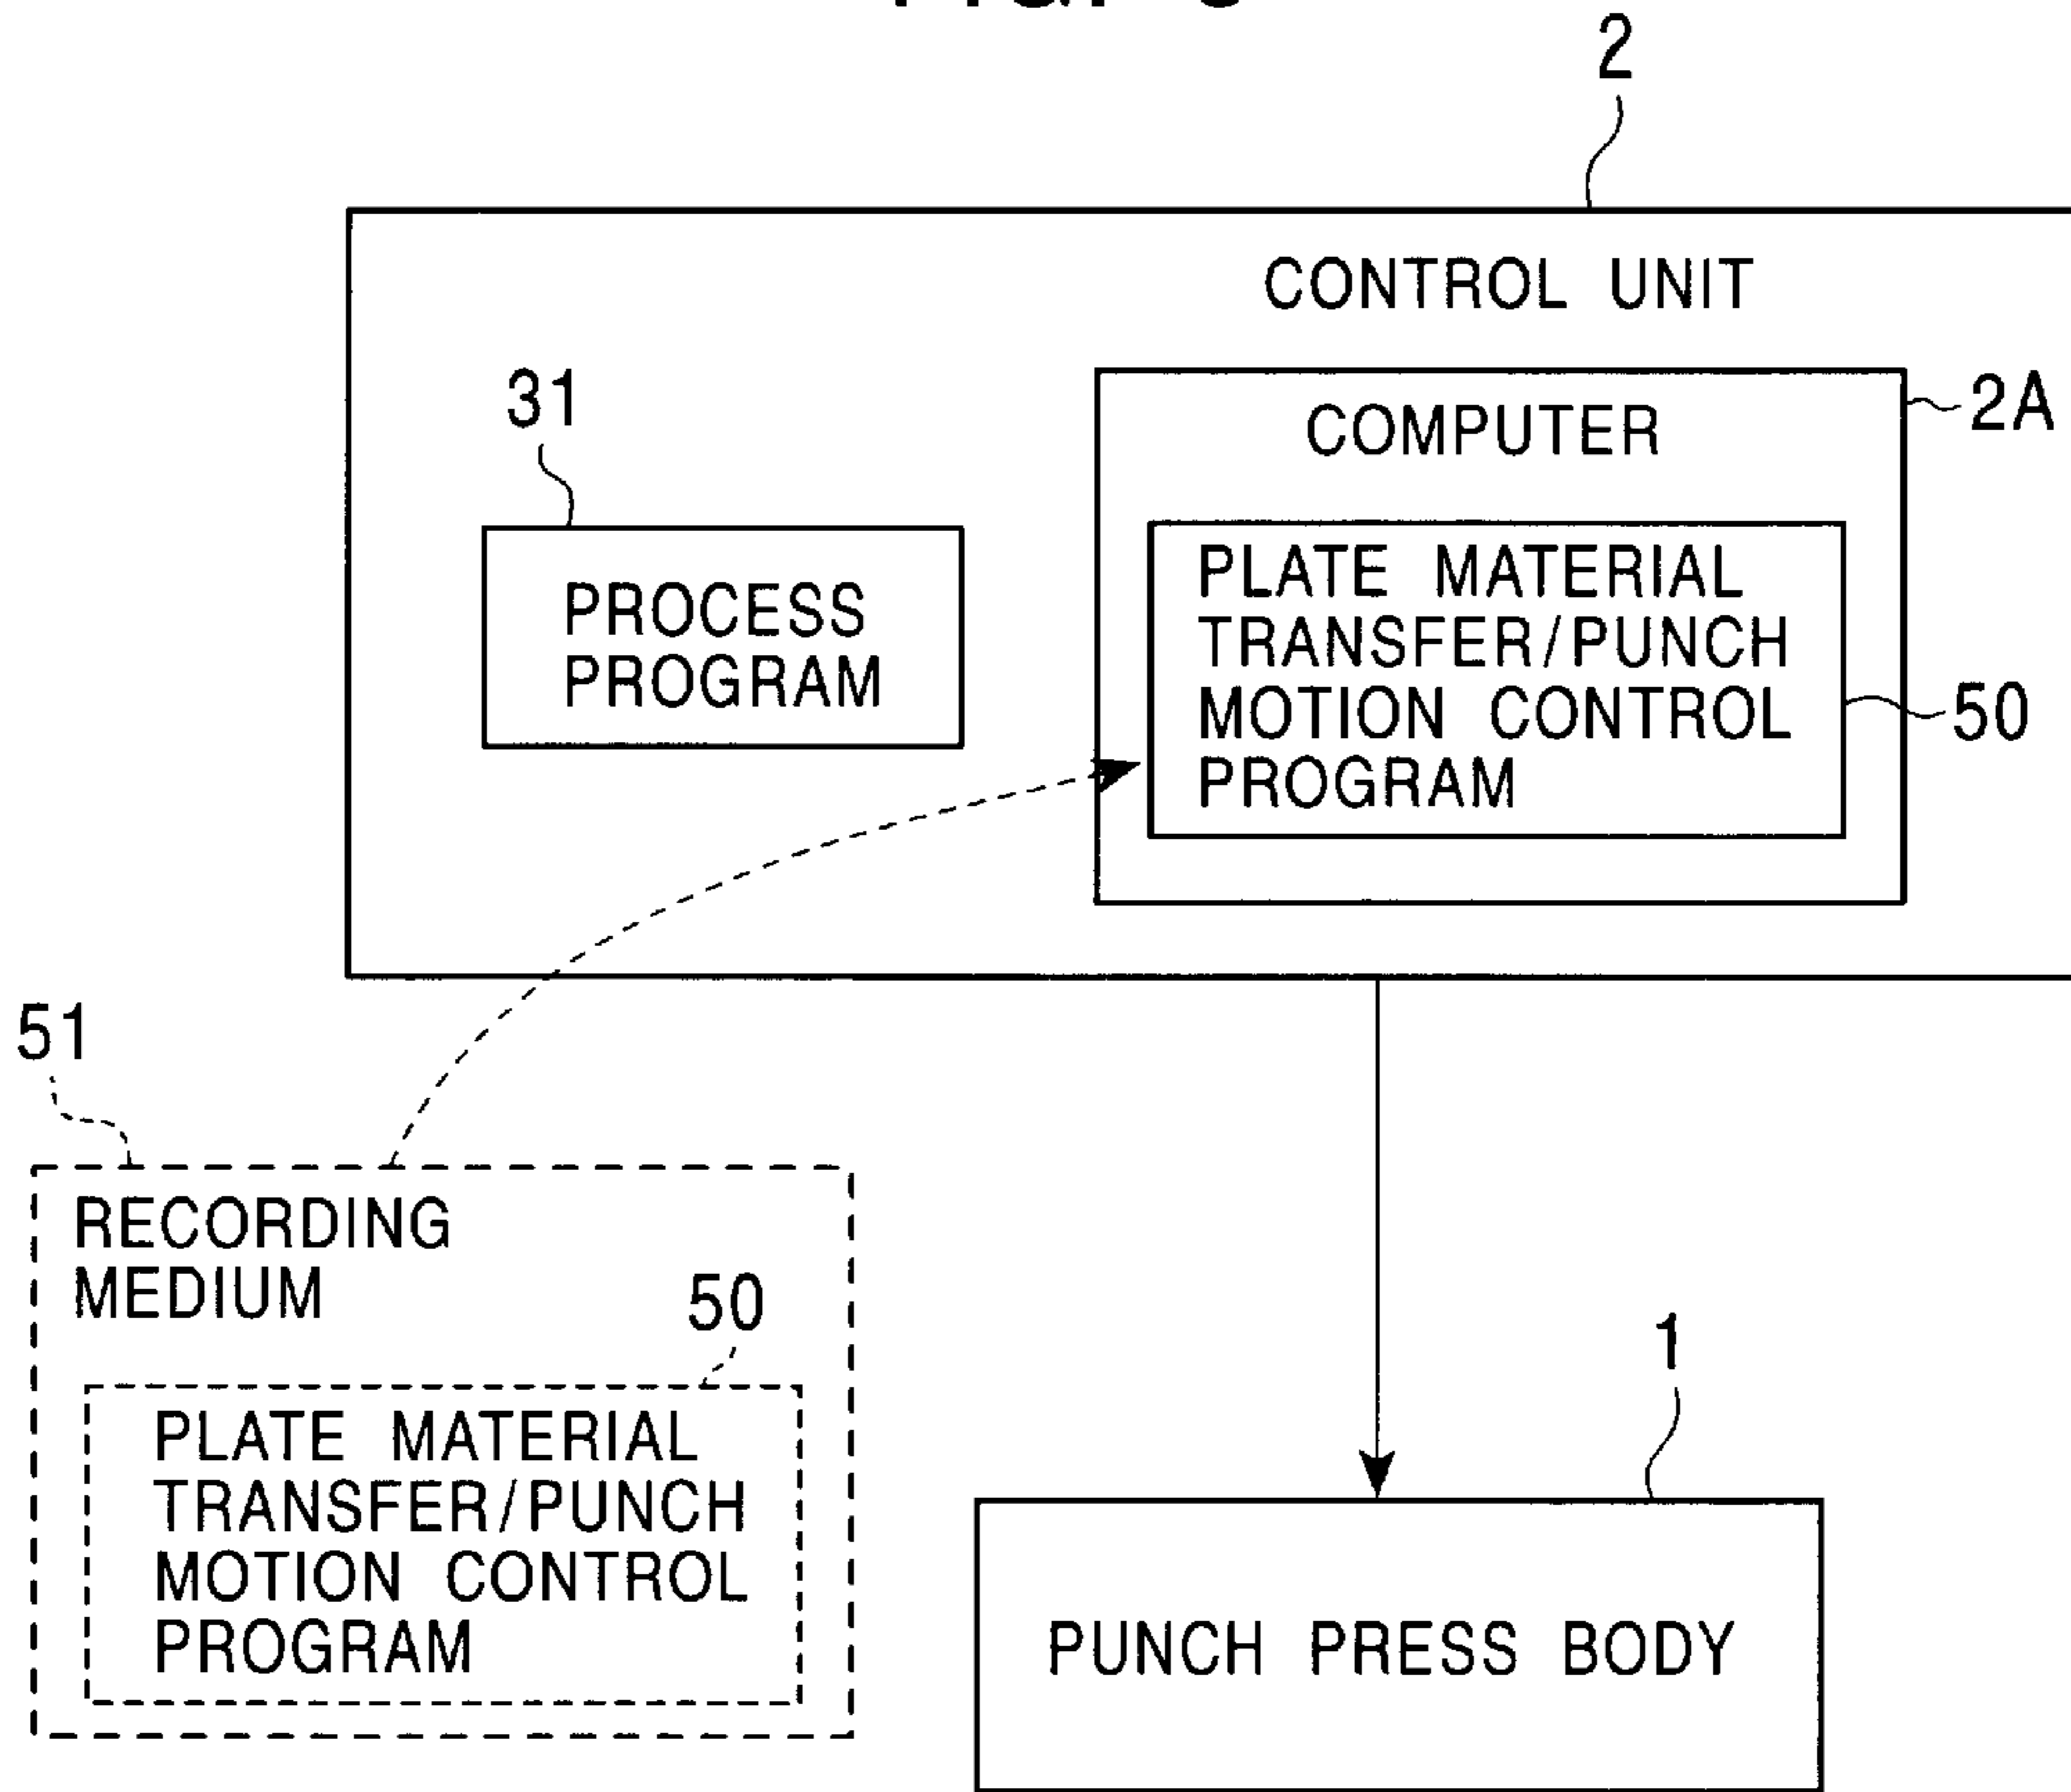 2
CONTROL UNIT
31
2A
COMPUTER
PROCESS
PROGRAM
PLATE MATERIAL
TRANSFER/PUNCH
MOTION CONTROL
PROGRAM
50
51
RECORDING
MEDIUM
50
PLATE MATERIAL
TRANSFER/PUNCH
MOTION CONTROL
PROGRAM
1
PUNCH PRESS BODY